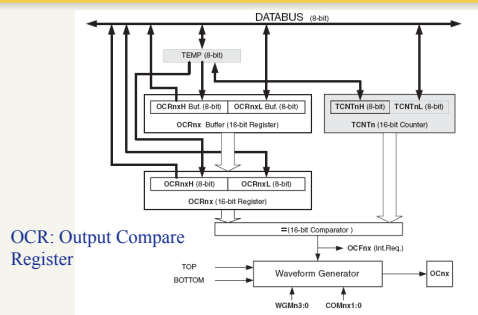 DATABUS (8-bit)
TEMP (8-bit)
OCRnxH Buf. (8-bit) OCRnxL Buf. (8-bit)
OCRnx Buffer (16-bit Register)
TCNTnH (8-bit) TCNTnL (8-bit)
TCNTn (16-bit Counter)
OCRnxH (8-bit) OCRnxL (8-bit)
OCRnx (16-bit Register)
= (16-bit Comparator )
OCR: Output Compare
Register
OCFnx (Int.Req.)
TOP
BOTTOM
Waveform Generator
OCnx
WGMn3:0 COMnx1:0